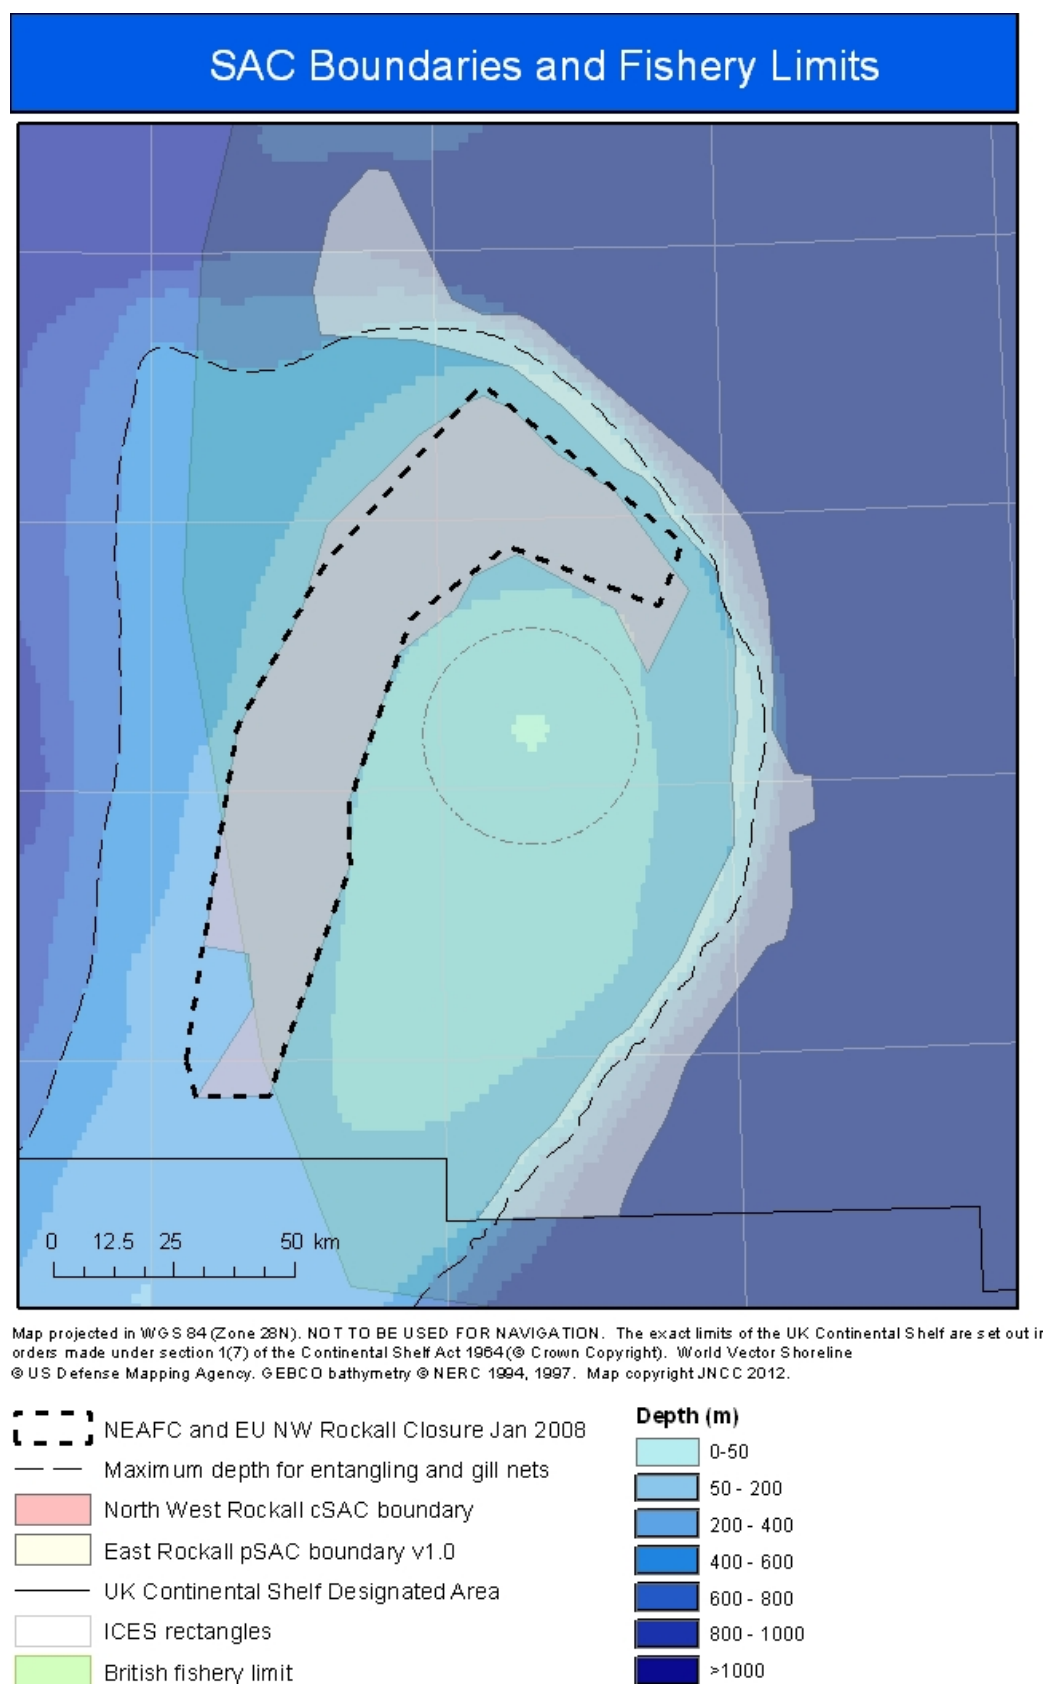 SAC Boundaries and Fishery Limits
0 12.5 25 50 km
Map projected in WGS 84 (Zone 28N). NOT TO BE USED FOR NAVIGATION. The exact limits of the UK Continental Shelf are set out in
orders made under section 1(7) of the Continental Shelf Act 1964 (© Crown Copyright). World Vector Shoreline
© US Defense Mapping Agency. GEBCO bathymetry © NERC 1994, 1997. Map copyright JNCC 2012.
NEAFC and EU NW Rockall Closure Jan 2008
Maximum depth for entangling and gill nets
North West Rockall cSAC boundary
East Rockall pSAC boundary v1.0
UK Continental Shelf Designated Area
ICES rectangles
British fishery limit
Depth (m)
0-50
50 - 200
200 - 400
400 - 600
600 - 800
800 - 1000
>1000